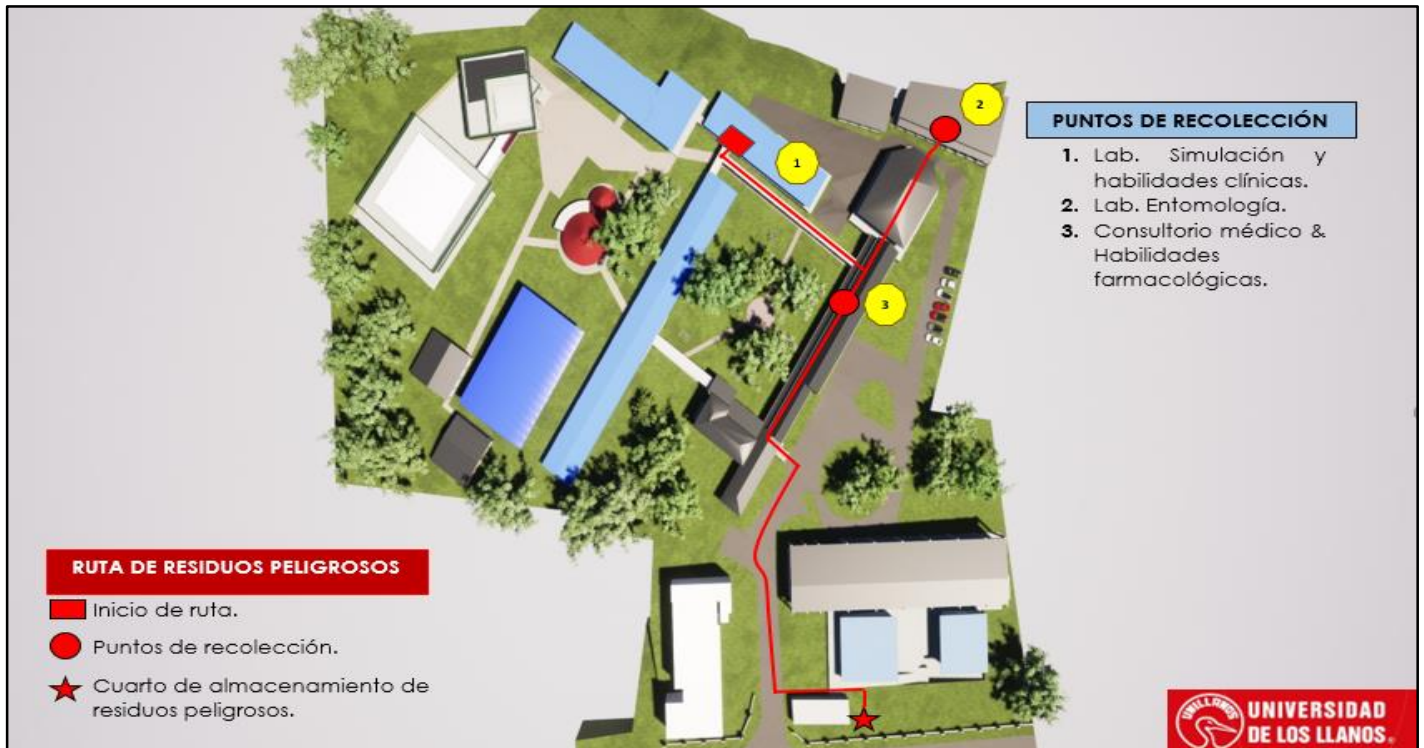 PUNTOS DE RECOLECCIÓN
1. Lab. Simulación y
habilidades clínicas.
2. Lab. Entomología.
3. Consultorio médico &
Habilidades
farmacológicas.
1
2
3
RUTA DE RESIDUOS PELIGROSOS
Inicio de ruta.
Puntos de recolección.
Cuarto de almacenamiento de
residuos peligrosos.
UNILLANOS
UNIVERSIDAD
DE LOS LLANOS